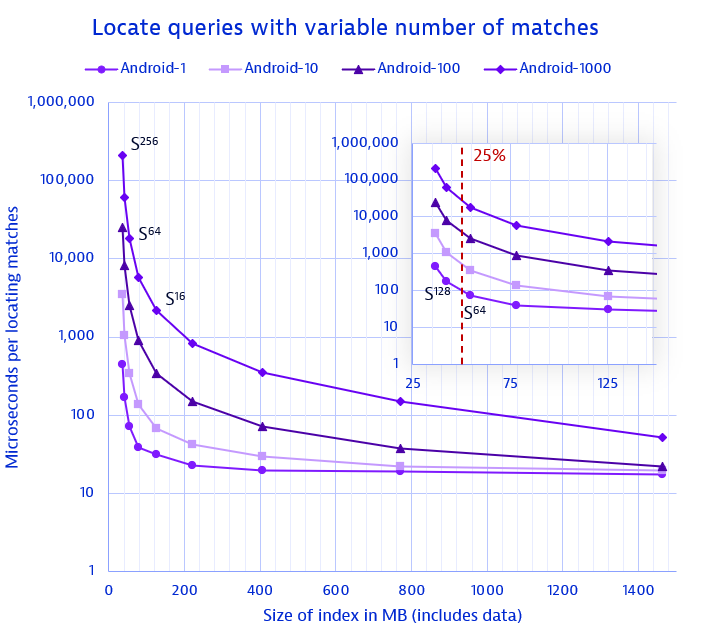 Locate queries with variable number of matches
Android-1 Android-10 Android-100 Android-1000
Microseconds per locating matches
1,000,000
100,000
10,000
1,000
100
10
1
0 200 400 600 800 1000 1200 1400
Size of index in MB (includes data)
S²⁵⁶
S⁶⁴
S¹⁶
1,000,000
100,000
10,000
1,000
100
10
1
25 75 125
25%
S¹²⁸
S⁶⁴